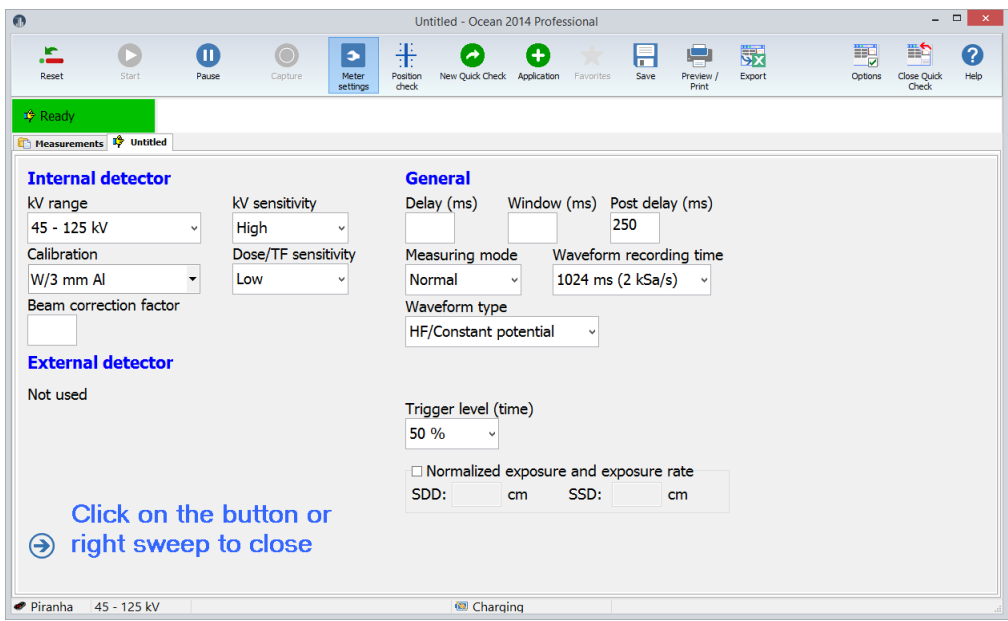 Untitled - Ocean 2014 Professional
Reset
Start
Pause
Capture
Meter settings
Position check
New Quick Check
Application
Favorites
Save
Preview / Print
Export
Options
Close Quick Check
Help
Ready
Measurements
Untitled
Internal detector
kV range
kV sensitivity
45 - 125 kV
High
Calibration
Dose/TF sensitivity
W/3 mm Al
Low
Beam correction factor
External detector
Not used
General
Delay (ms)
Window (ms)
Post delay (ms)
250
Measuring mode
Waveform recording time
Normal
1024 ms (2 kSa/s)
Waveform type
HF/Constant potential
Trigger level (time)
50 %
Normalized exposure and exposure rate
SDD:
cm
SSD:
cm
Click on the button or
right sweep to close
Piranha
45 - 125 kV
Charging